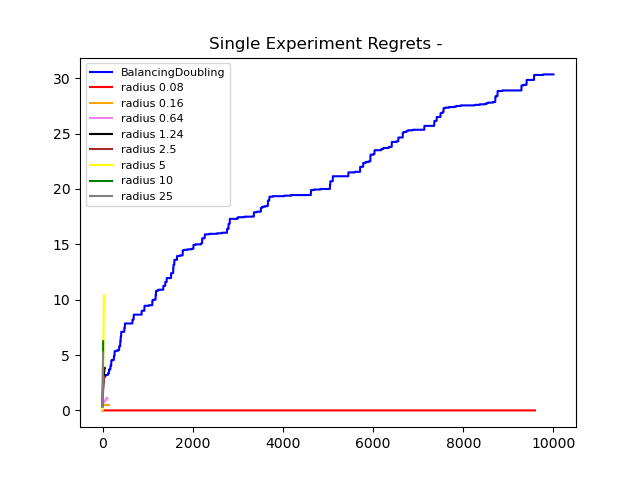 Single Experiment Regrets -
BalancingDoubling
radius 0.08
radius 0.16
radius 0.64
radius 1.24
radius 2.5
radius 5
radius 10
radius 25
30
25
20
15
10
5
0
0 2000 4000 6000 8000 10000